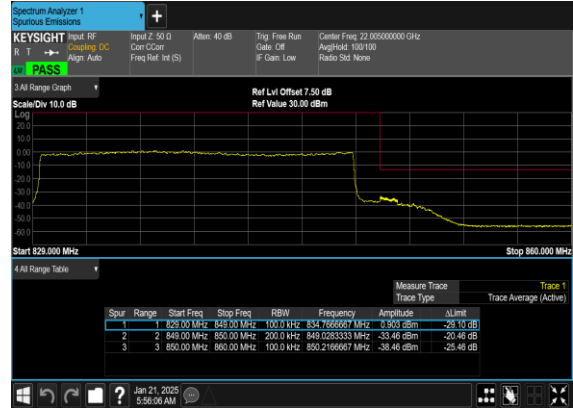 Spectrum Analyzer 1
Spurious Emissions
KEYSIGHT Input: RF Input Z: 50 Ω Atten: 40 dB Trig: Free Run Center Freq: 22.005000000 GHz
R T Coupling: DC Corr CCorr Gate: Off Avg|Hold: 100/100
Align: Auto Freq Ref: Int (S) IF Gain: Low Radio Std: None
PASS
3 All Range Graph
Ref Lvl Offset 7.50 dB
Scale/Div 10.0 dB Ref Value 30.00 dBm
Log
20.0
10.0
0.00
-10.0
-20.0
-30.0
-40.0
-50.0
-60.0
Start 829.000 MHz Stop 860.000 MHz
4 All Range Table
Measure Trace Trace 1
Trace Type Trace Average (Active)
Spur Range Start Freq Stop Freq RBW Frequency Amplitude ΔLimit
1 1 829.00 MHz 849.00 MHz 100.0 kHz 834.7666667 MHz 0.903 dBm -29.10 dB
2 2 849.00 MHz 850.00 MHz 200.0 kHz 849.0283333 MHz -33.46 dBm -20.46 dB
3 3 850.00 MHz 860.00 MHz 100.0 kHz 850.2166667 MHz -38.46 dBm -25.46 dB
? Jan 21, 2025
5:56:06 AM